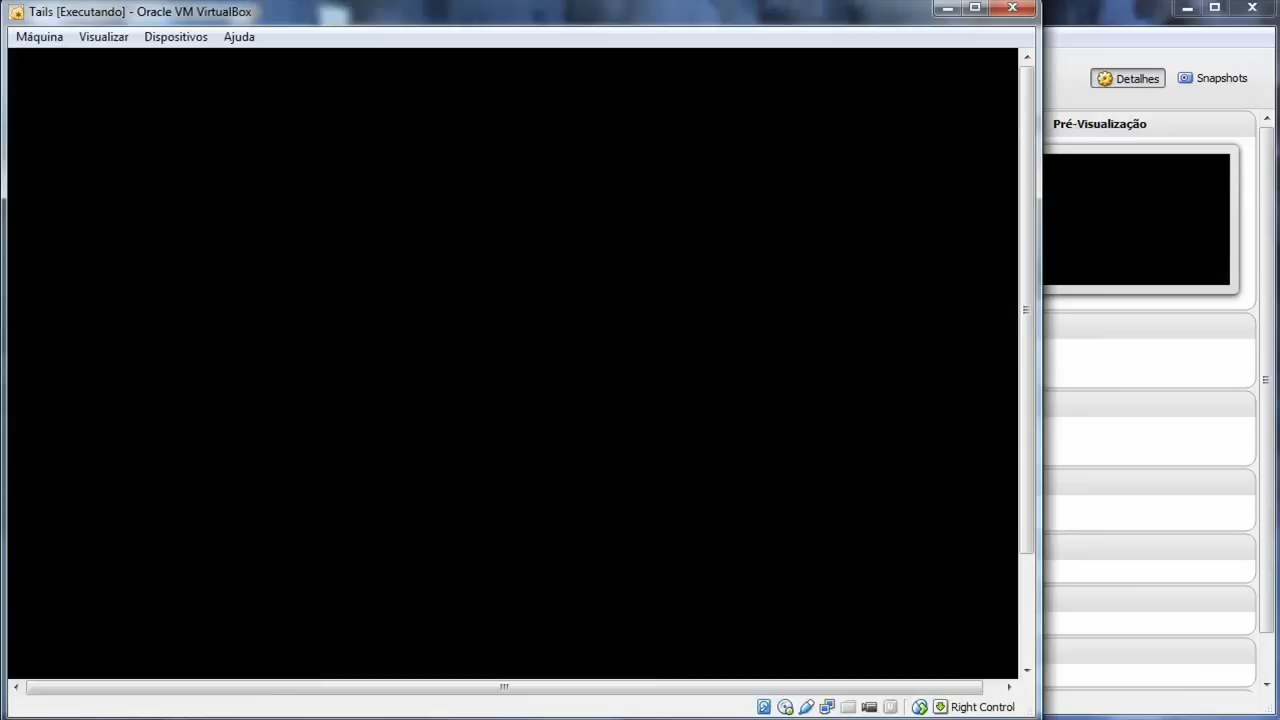 Tails [Executando] - Oracle VM VirtualBox
Máquina Visualizar Dispositivos Ajuda
Detalhes Snapshots
Pré-Visualização
Right Control